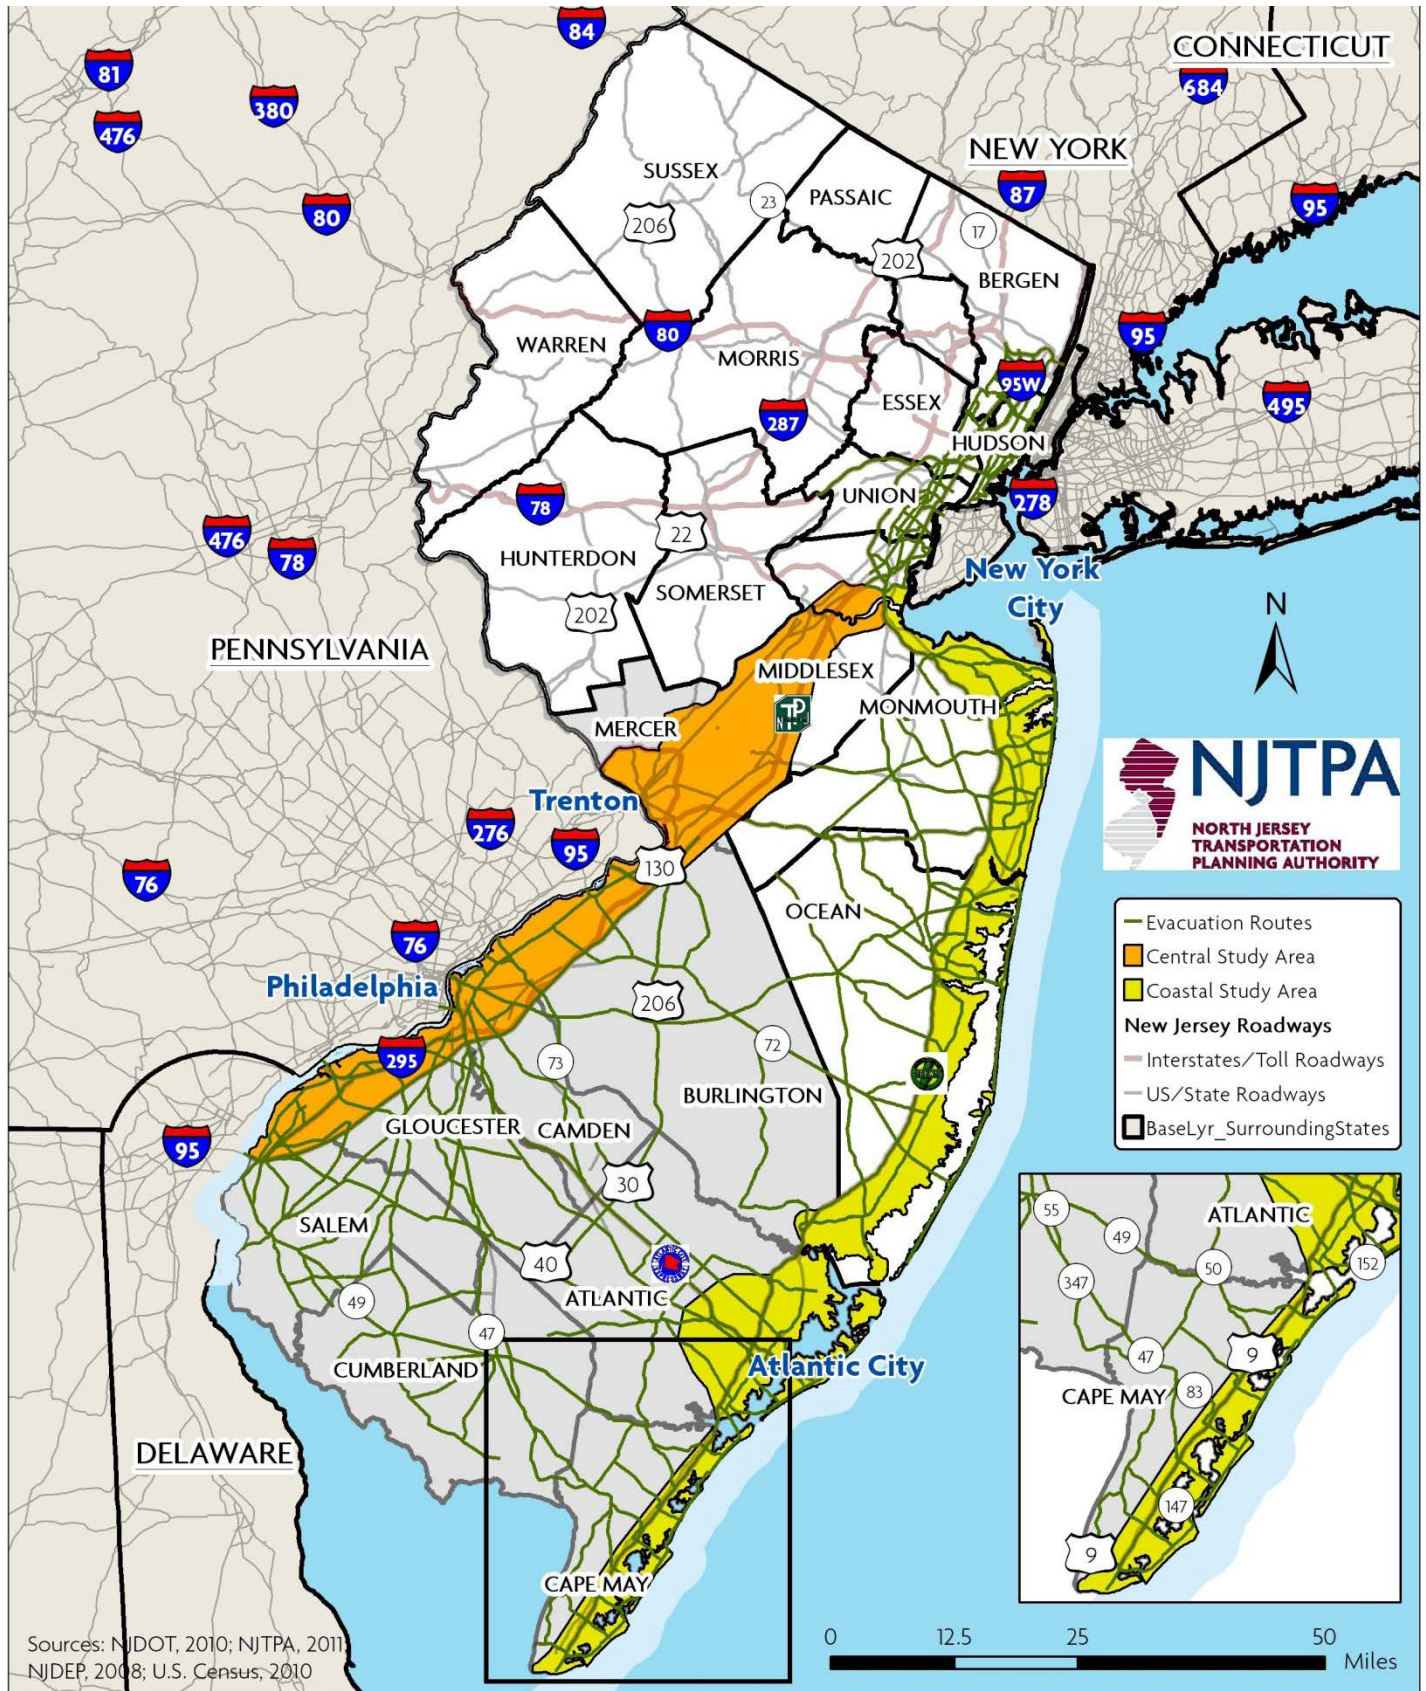 84
CONNECTICUT
81
684
380
476
NEW YORK
SUSSEX
87
PASSAIC
23
95
80
206
17
202
BERGEN
80
95
WARREN
MORRIS
95W
ESSEX
495
287
HUDSON
UNION
278
78
22
476
78
HUNTERDON
New York
City
SOMERSET
202
N
PENNSYLVANIA
MIDDLESEX
MONMOUTH
MERCER
NJTPA
NORTH JERSEY
TRANSPORTATION
PLANNING AUTHORITY
Trenton
276
95
130
76
OCEAN
76
Evacuation Routes
Central Study Area
Coastal Study Area
New Jersey Roadways
Interstates/Toll Roadways
US/State Roadways
BaseLyr_SurroundingStates
Philadelphia
206
295
73
72
BURLINGTON
GLOUCESTER
CAMDEN
95
30
SALEM
40
ATLANTIC
49
47
CUMBERLAND
Atlantic City
DELAWARE
CAPE MAY
55
ATLANTIC
49
50
152
347
47
9
83
CAPE MAY
147
9
Sources: NJDOT, 2010; NJTPA, 2011;
NJDEP, 2008; U.S. Census, 2010
0 12.5 25 50
Miles